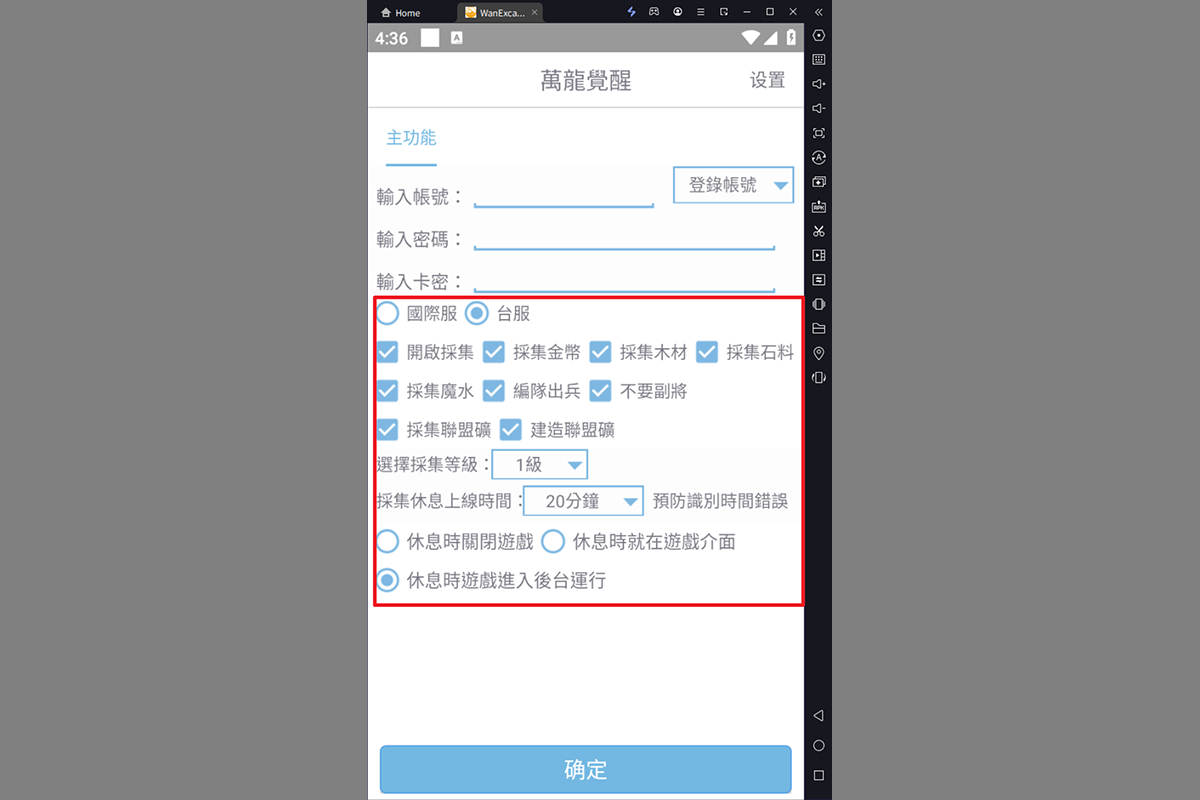 Home WanExca...
4:36 A
萬龍覺醒 设置
主功能
輸入帳號： 登錄帳號
輸入密碼：
輸入卡密：
國際服 台服
開啟採集 採集金幣 採集木材 採集石料
採集魔水 編隊出兵 不要副將
採集聯盟礦 建造聯盟礦
選擇採集等級： 1級
採集休息上線時間： 20分鐘 預防識別時間錯誤
休息時關閉遊戲 休息時就在遊戲介面
休息時遊戲進入後台運行
确定